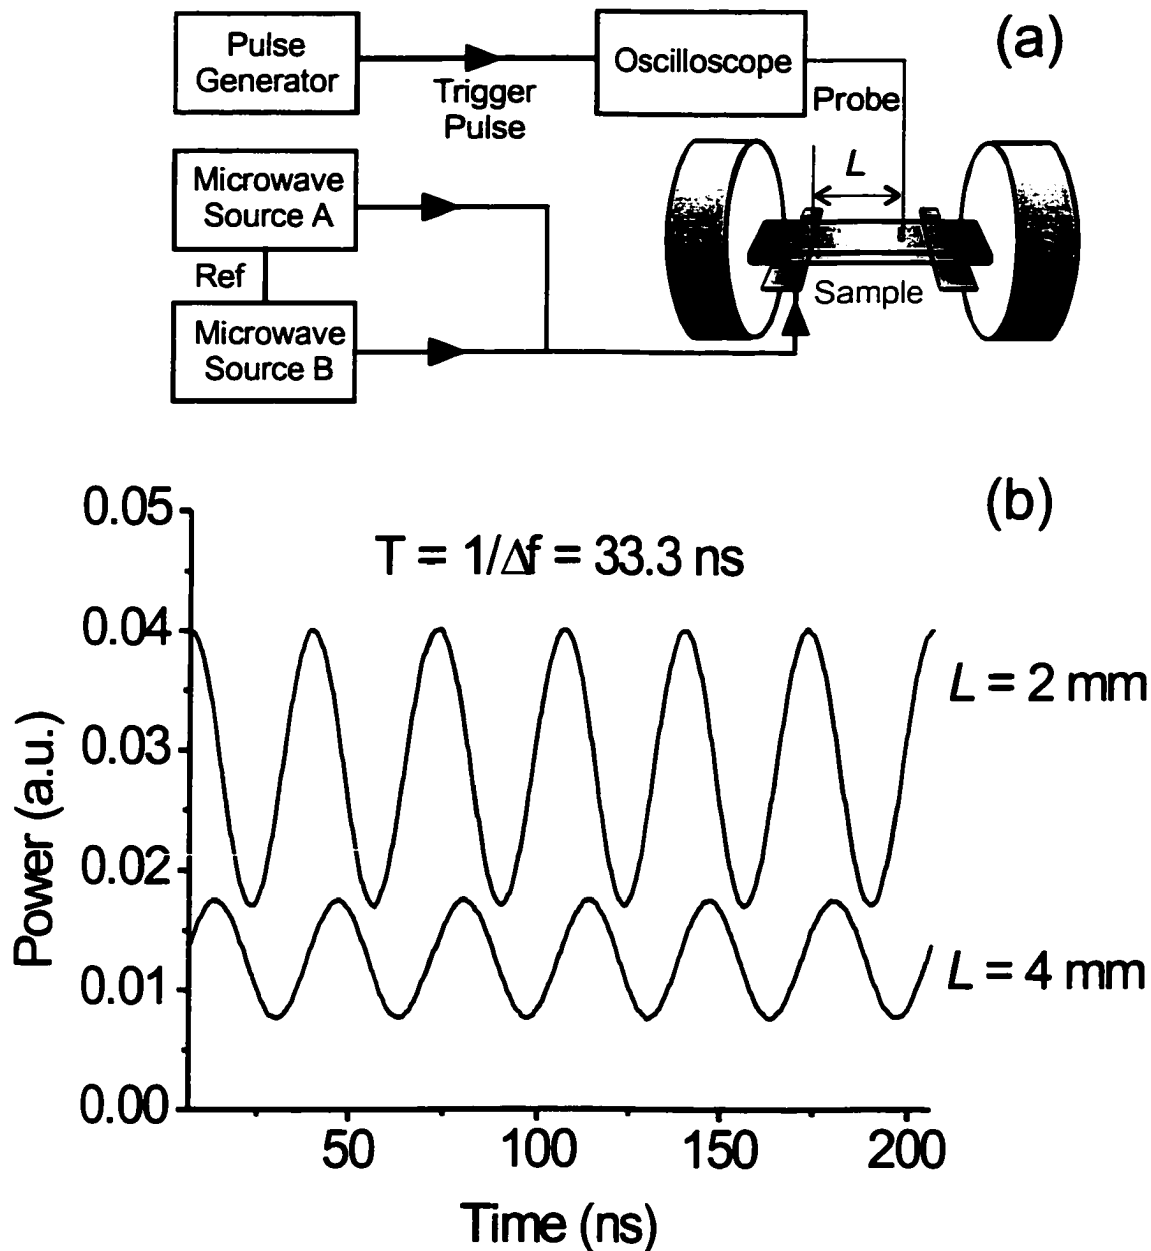 (a)
Pulse
Generator
Trigger
Pulse
Oscilloscope
Probe
L
Microwave
Source A
Ref
Microwave
Source B
Sample
(b)
T = 1/Δf = 33.3 ns
0.05
0.04
0.03
0.02
0.01
0.00
Power (a.u.)
L = 2 mm
L = 4 mm
50
100
150
200
Time (ns)